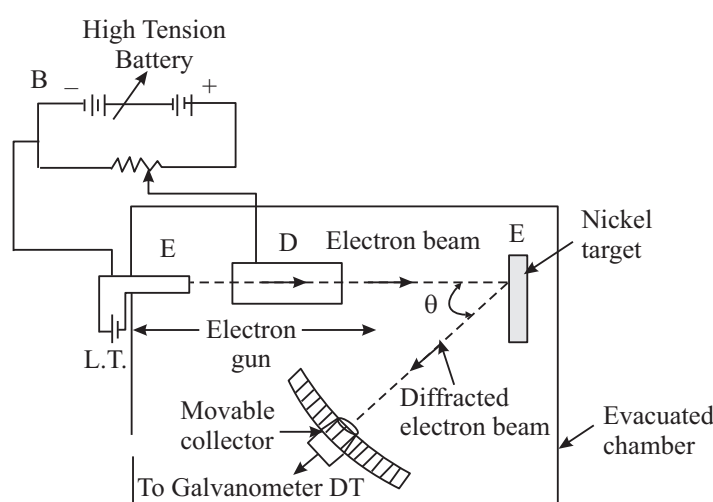 High Tension
Battery
B
–
+
E
D
Electron beam
E
Nickel
target
θ
Electron
gun
L.T.
Movable
collector
Diffracted
electron beam
Evacuated
chamber
To Galvanometer DT